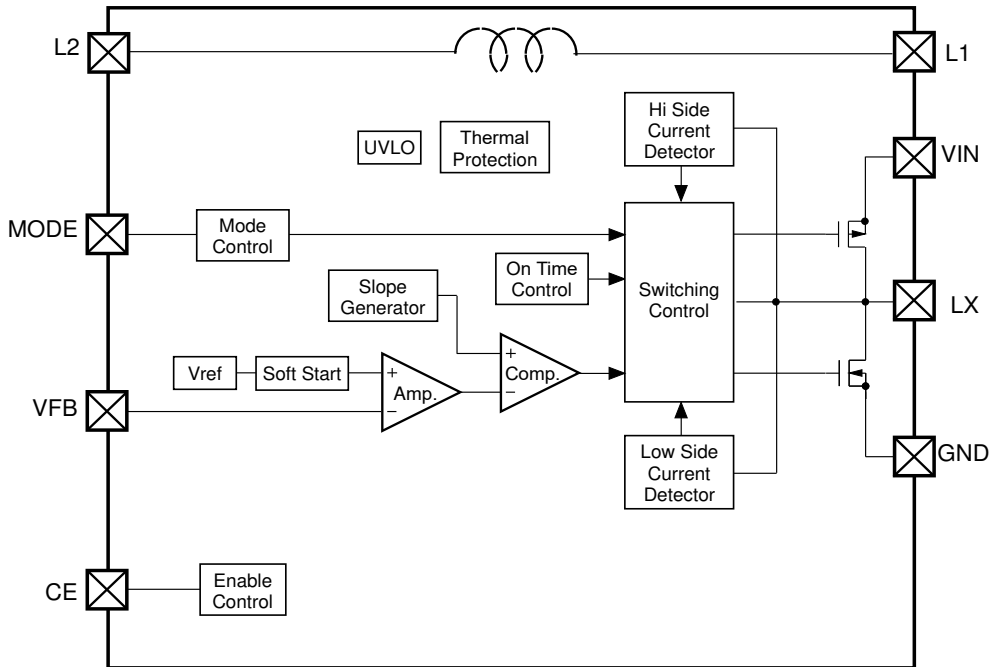 L2
L1
Hi Side
Current
Detector
UVLO
Thermal
Protection
VIN
MODE
Mode
Control
On Time
Control
Switching
Control
Slope
Generator
LX
+
Comp.
−
Vref
Soft Start
+
Amp.
−
VFB
Low Side
Current
Detector
GND
CE
Enable
Control